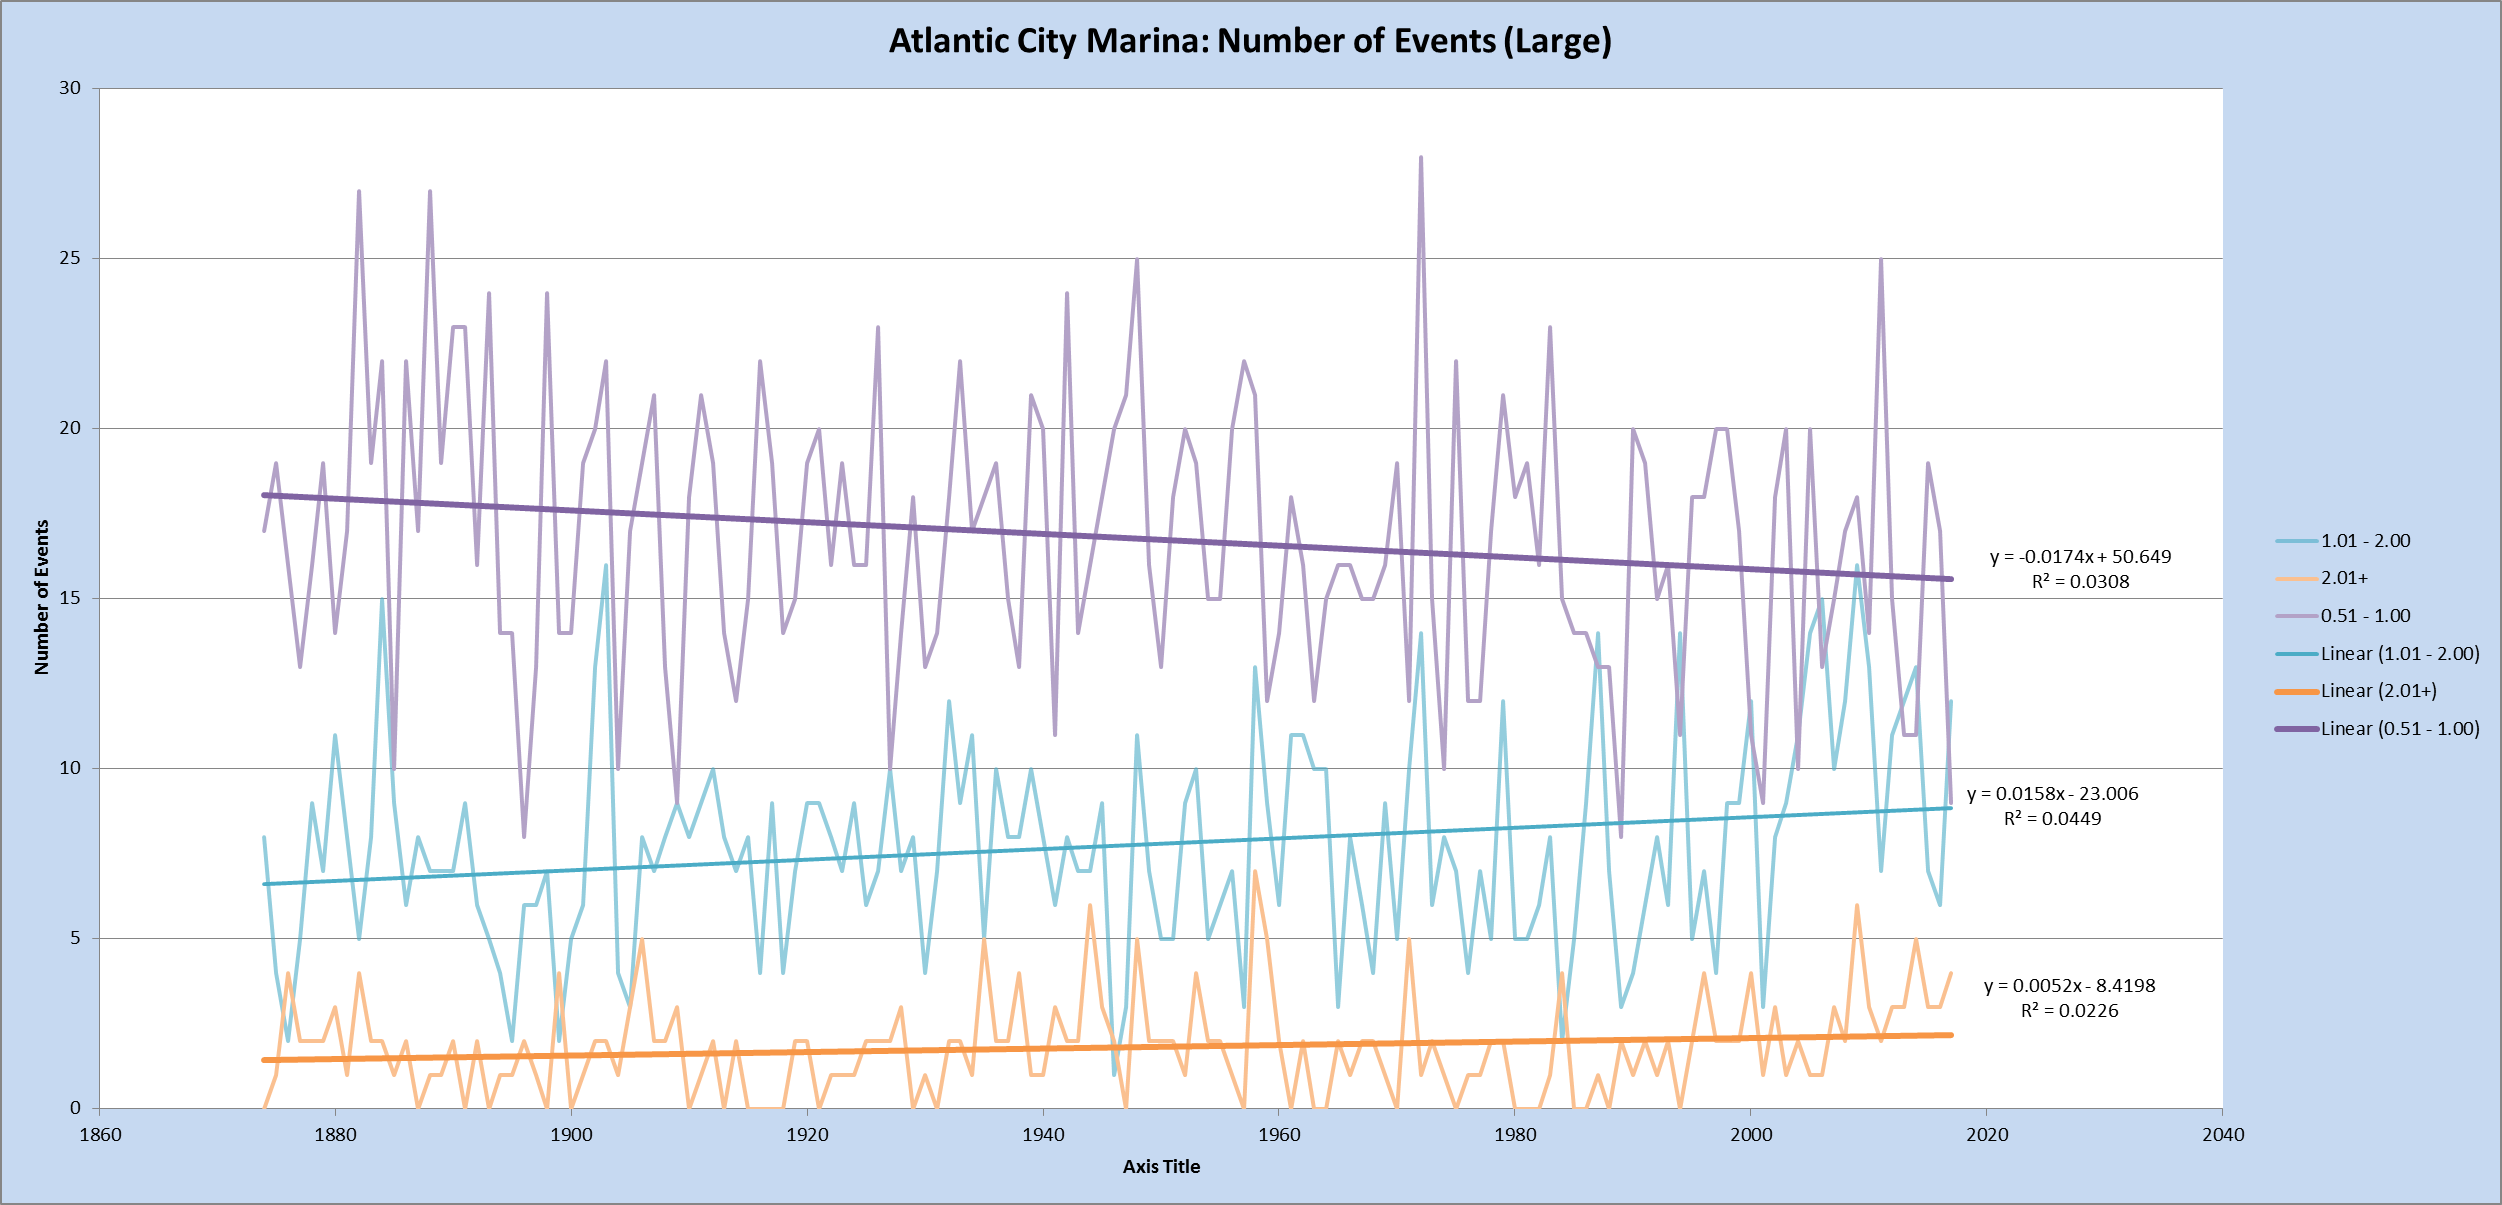 Atlantic City Marina: Number of Events (Large)
30
25
20
15
10
5
0
Number of Events
1860 1880 1900 1920 1940 1960 1980 2000 2020 2040
Axis Title
y = -0.0174x + 50.649
R² = 0.0308
y = 0.0158x - 23.006
R² = 0.0449
y = 0.0052x - 8.4198
R² = 0.0226
1.01 - 2.00
2.01+
0.51 - 1.00
Linear (1.01 - 2.00)
Linear (2.01+)
Linear (0.51 - 1.00)